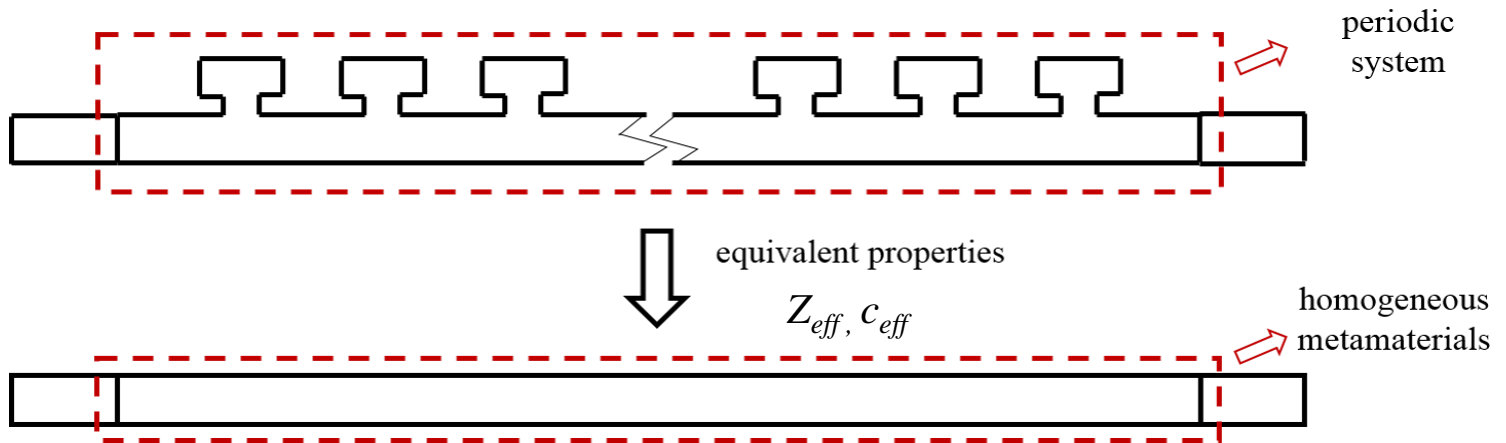 periodic
system
equivalent properties
Z_eff, c_eff
homogeneous
metamaterials